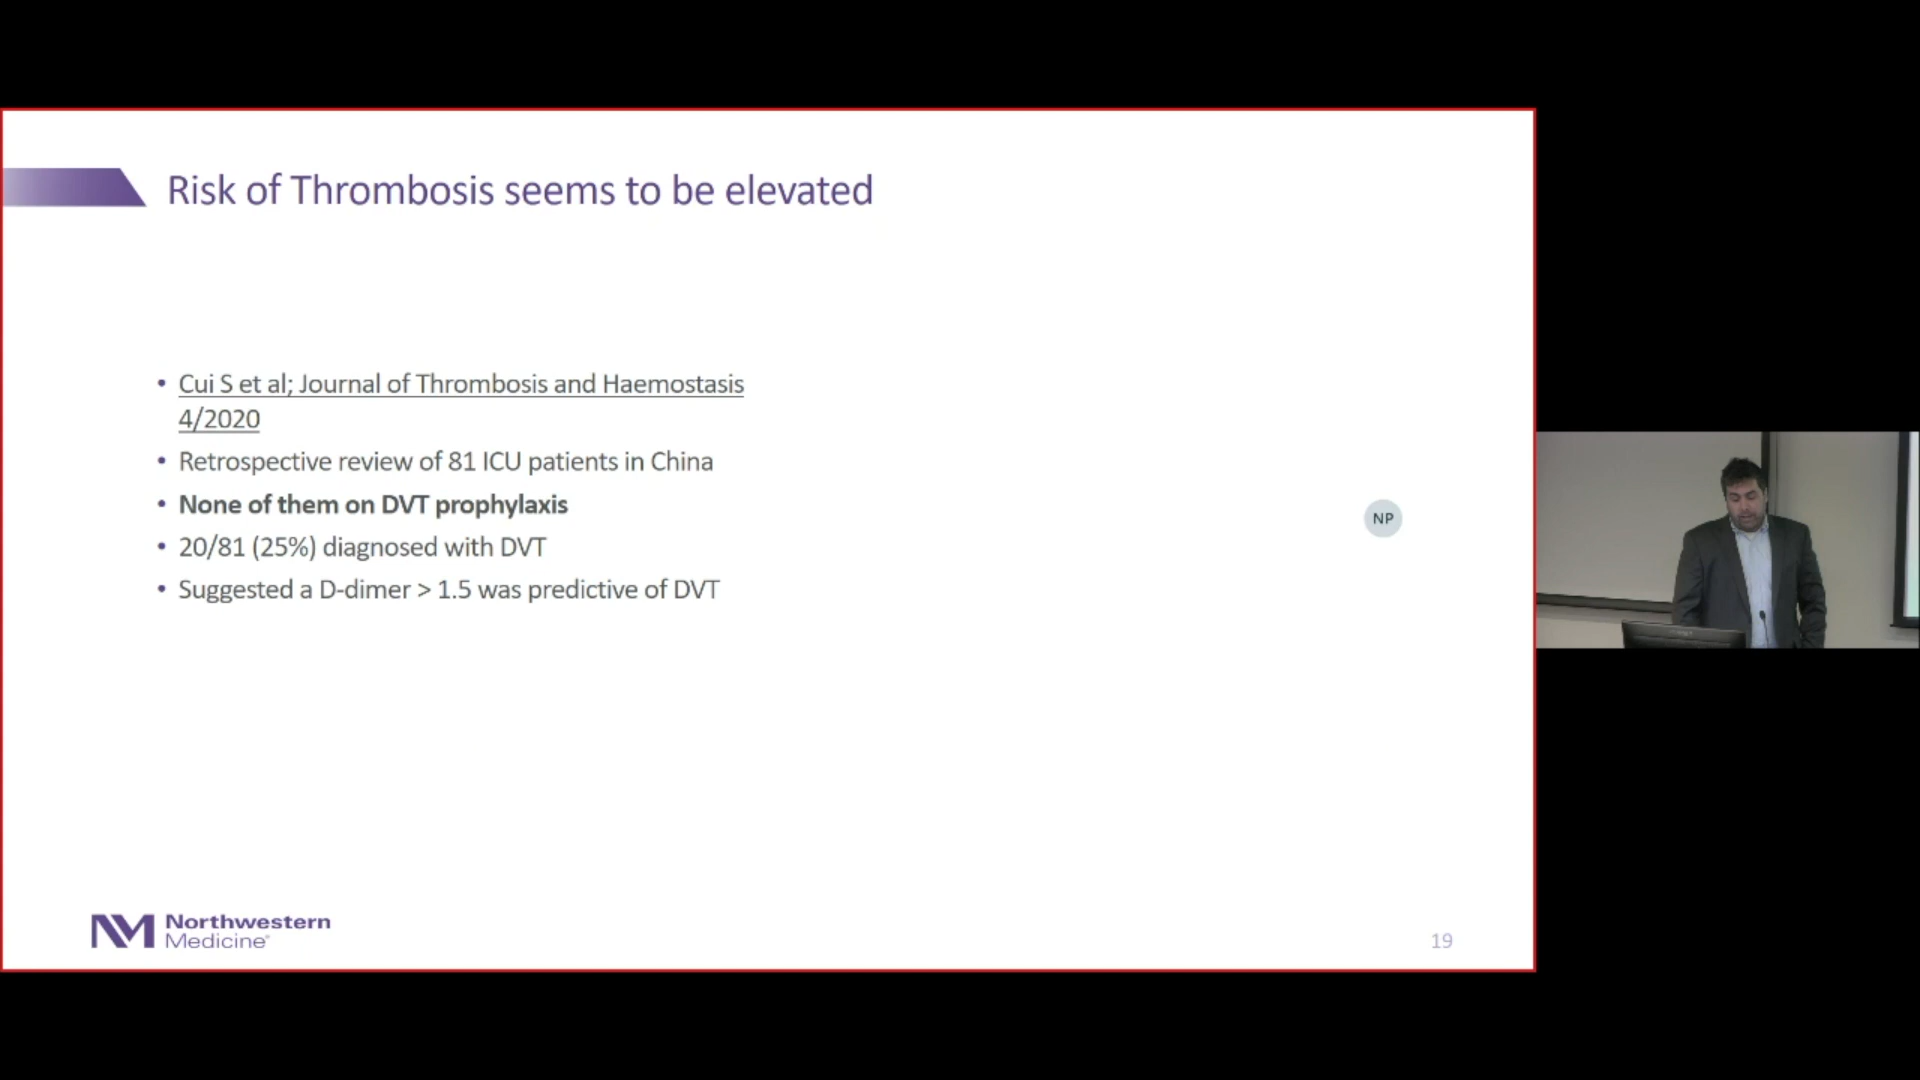 Risk of Thrombosis seems to be elevated
• Cui S et al; Journal of Thrombosis and Haemostasis
4/2020
• Retrospective review of 81 ICU patients in China
• None of them on DVT prophylaxis
• 20/81 (25%) diagnosed with DVT
• Suggested a D-dimer > 1.5 was predictive of DVT
NP
Northwestern
Medicine
19